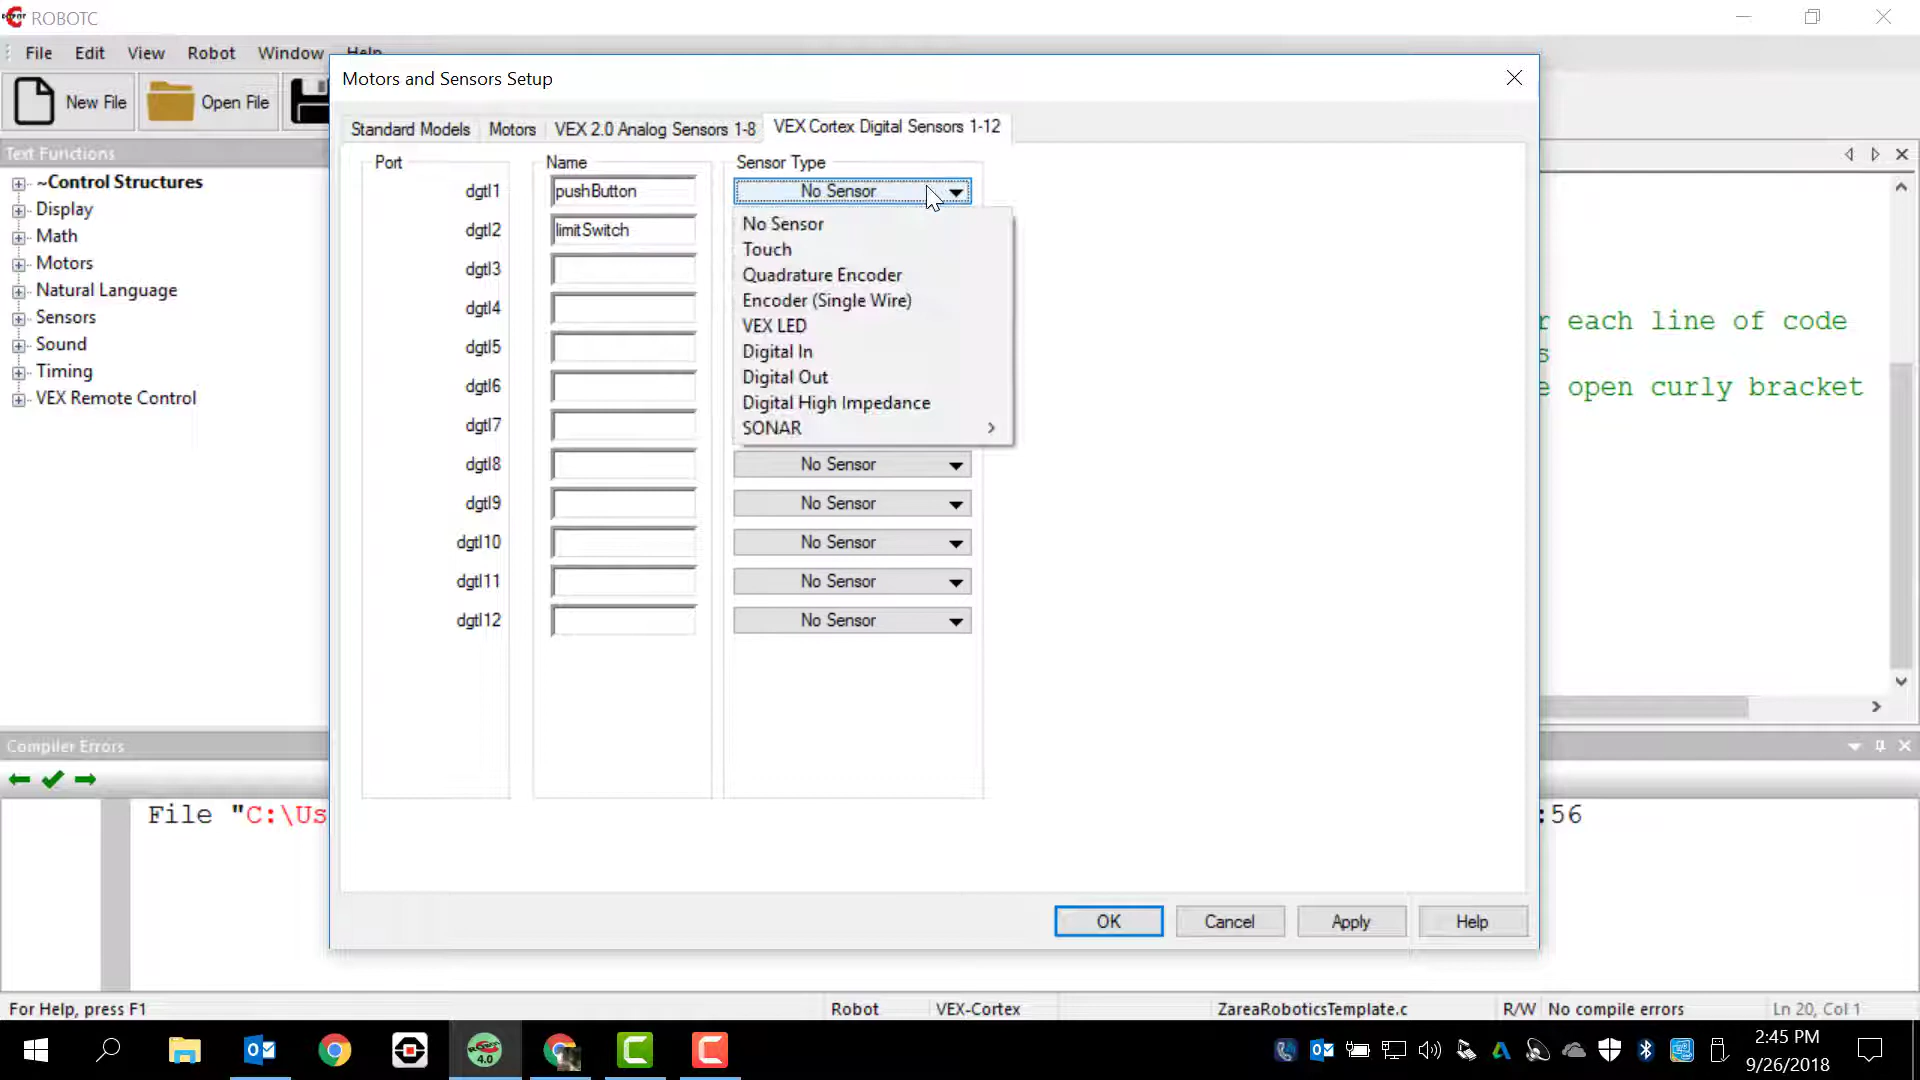 ROBOTC
File Edit View Robot Window Help
New File Open File
Motors and Sensors Setup
Standard Models Motors VEX 2.0 Analog Sensors 1-8 VEX Cortex Digital Sensors 1-12
Text Functions
~Control Structures
Display
Math
Motors
Natural Language
Sensors
Sound
Timing
VEX Remote Control
Port Name Sensor Type
dgtl1 pushButton No Sensor
dgtl2 limitSwitch
dgtl3
dgtl4
dgtl5
dgtl6
dgtl7
dgtl8 No Sensor
dgtl9 No Sensor
dgtl10 No Sensor
dgtl11 No Sensor
dgtl12 No Sensor
No Sensor
Touch
Quadrature Encoder
Encoder (Single Wire)
VEX LED
Digital In
Digital Out
Digital High Impedance
SONAR
r each line of code
s
e open curly bracket
OK Cancel Apply Help
Compiler Errors
File "C:\Us
:56
For Help, press F1 Robot VEX-Cortex ZareaRoboticsTemplate.c R/W No compile errors Ln 20, Col 1
4.0
2:45 PM
9/26/2018